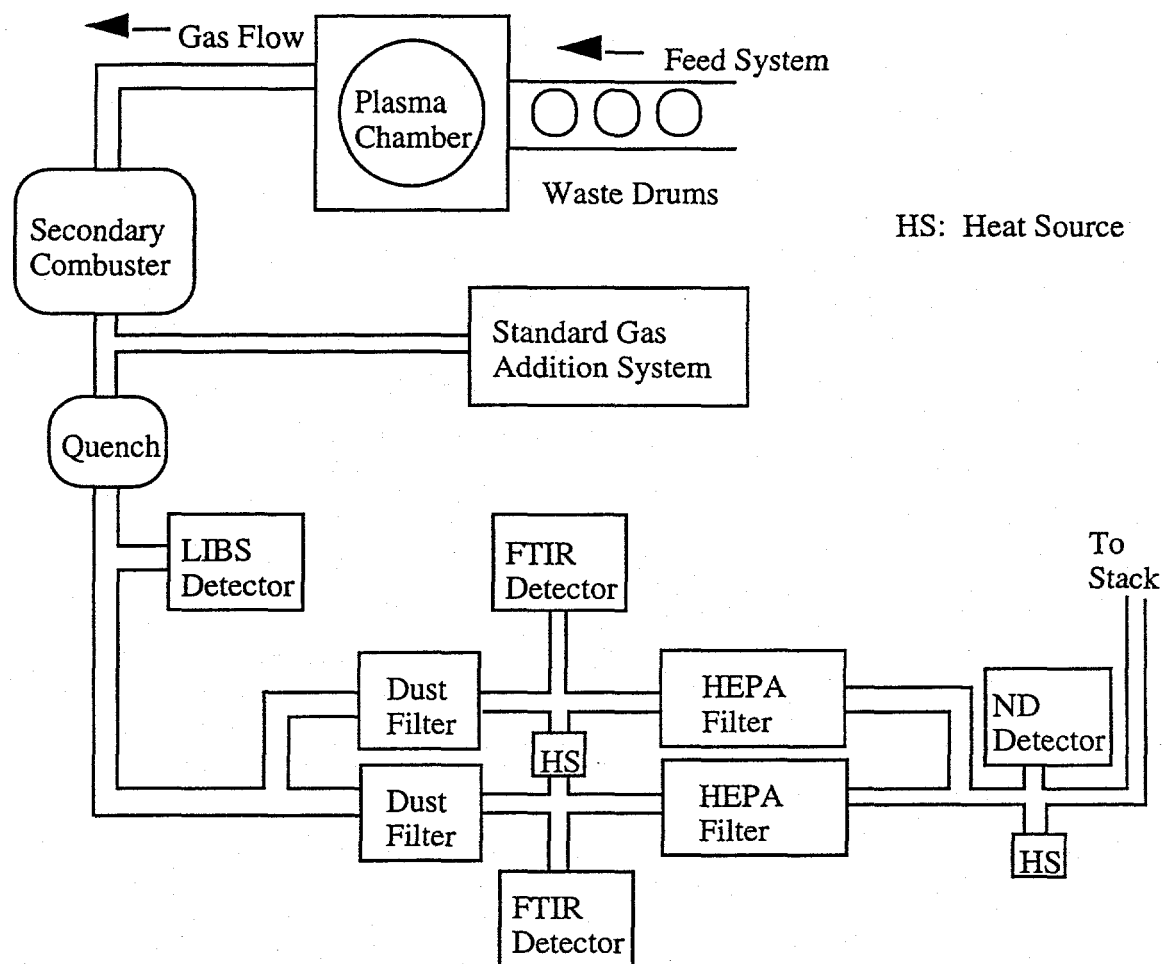 Gas Flow
Feed System
Plasma
Chamber
Waste Drums
HS: Heat Source
Secondary
Combuster
Standard Gas
Addition System
Quench
LIBS
Detector
FTIR
Detector
To
Stack
Dust
Filter
HEPA
Filter
ND
Detector
HS
Dust
Filter
HEPA
Filter
HS
FTIR
Detector